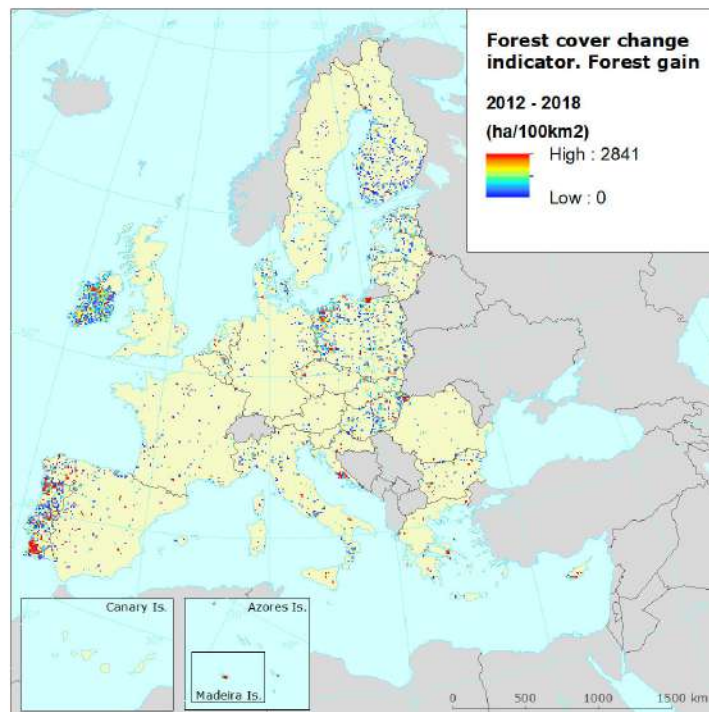 Forest cover change
indicator. Forest gain
2012 - 2018
(ha/100km2)
High : 2841
Low : 0
Canary Is.
Azores Is.
Madeira Is.
0 500 1000 1500 km